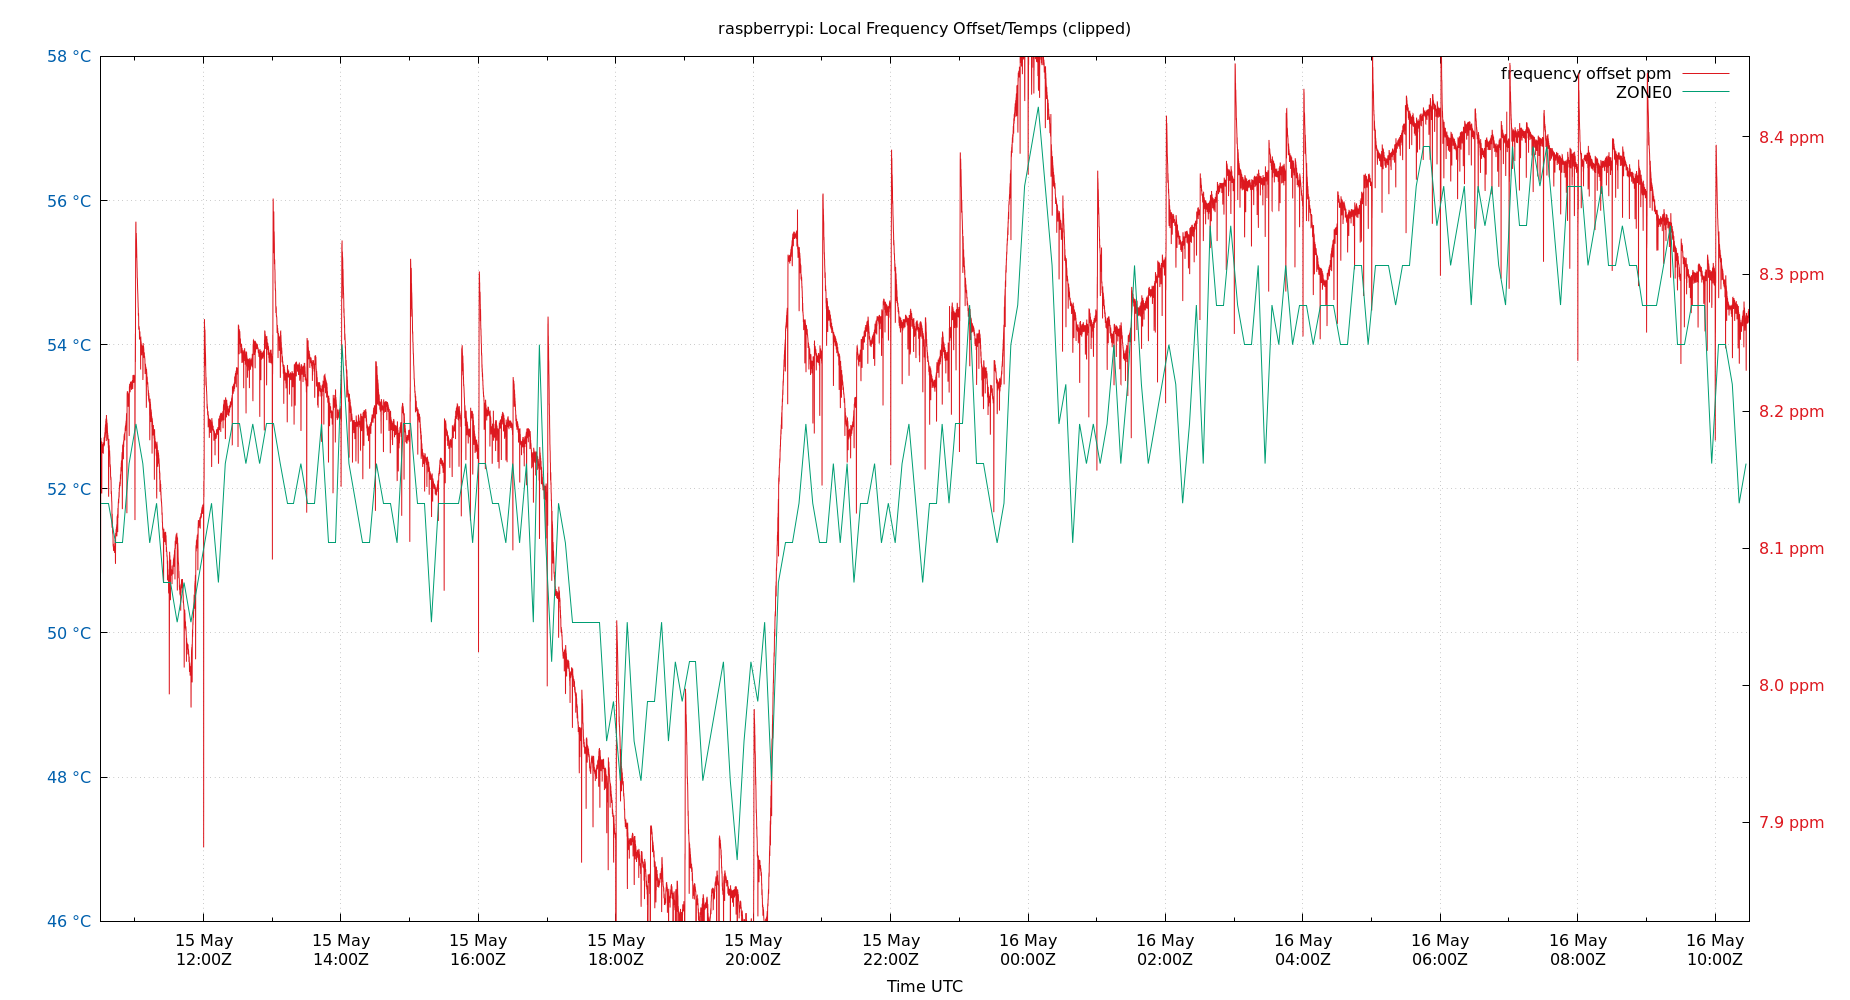 raspberrypi: Local Frequency Offset/Temps (clipped)
58 °C
56 °C
54 °C
52 °C
50 °C
48 °C
46 °C
frequency offset ppm
ZONE0
8.4 ppm
8.3 ppm
8.2 ppm
8.1 ppm
8.0 ppm
7.9 ppm
15 May
12:00Z
15 May
14:00Z
15 May
16:00Z
15 May
18:00Z
15 May
20:00Z
15 May
22:00Z
16 May
00:00Z
16 May
02:00Z
16 May
04:00Z
16 May
06:00Z
16 May
08:00Z
16 May
10:00Z
Time UTC